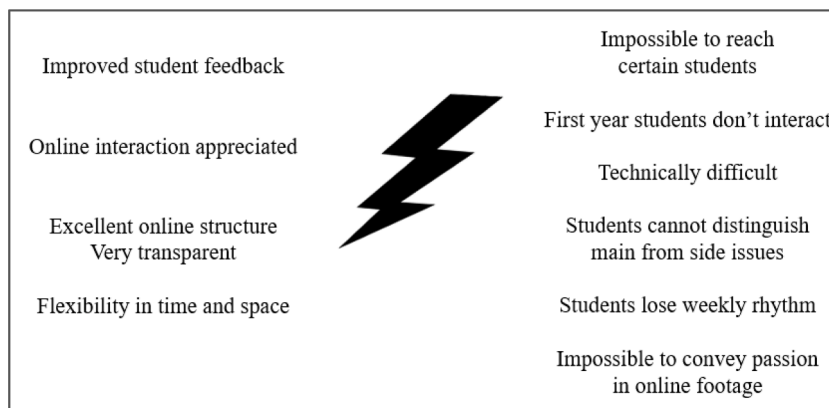 Improved student feedback
Online interaction appreciated
Excellent online structure
Very transparent
Flexibility in time and space
Impossible to reach
certain students
First year students don’t interact
Technically difficult
Students cannot distinguish
main from side issues
Students lose weekly rhythm
Impossible to convey passion
in online footage